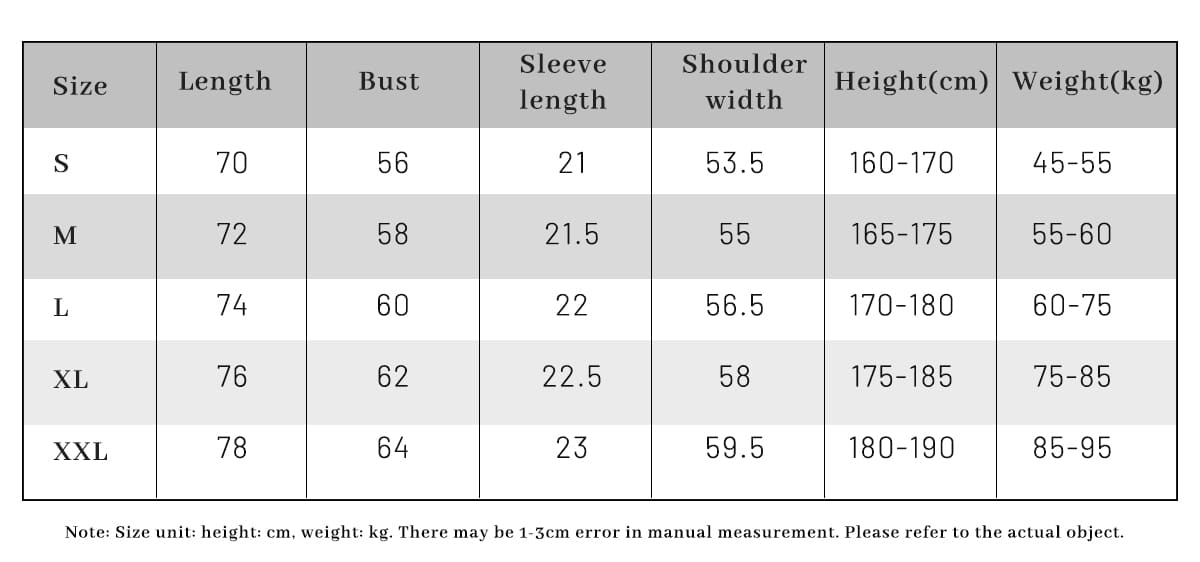 Size Length Bust Sleeve length Shoulder width Height(cm) Weight(kg)
S 70 56 21 53.5 160-170 45-55
M 72 58 21.5 55 165-175 55-60
L 74 60 22 56.5 170-180 60-75
XL 76 62 22.5 58 175-185 75-85
XXL 78 64 23 59.5 180-190 85-95
Note: Size unit: height: cm, weight: kg. There may be 1-3cm error in manual measurement. Please refer to the actual object.